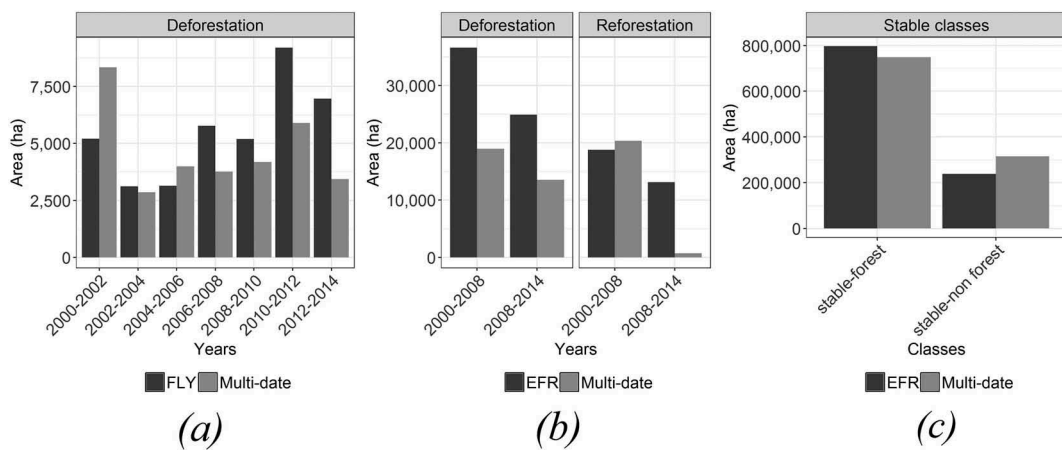 Deforestation
Area (ha)
7,500
5,000
2,500
0
2000-2002
2002-2004
2004-2006
2006-2008
2008-2010
2010-2012
2012-2014
Years
FLY Multi-date
(a)
Deforestation Reforestation
Area (ha)
30,000
20,000
10,000
0
2000-2008
2008-2014
2000-2008
2008-2014
Years
EFR Multi-date
(b)
Stable classes
Area (ha)
800,000
600,000
400,000
200,000
0
stable-forest
stable-non forest
Classes
EFR Multi-date
(c)